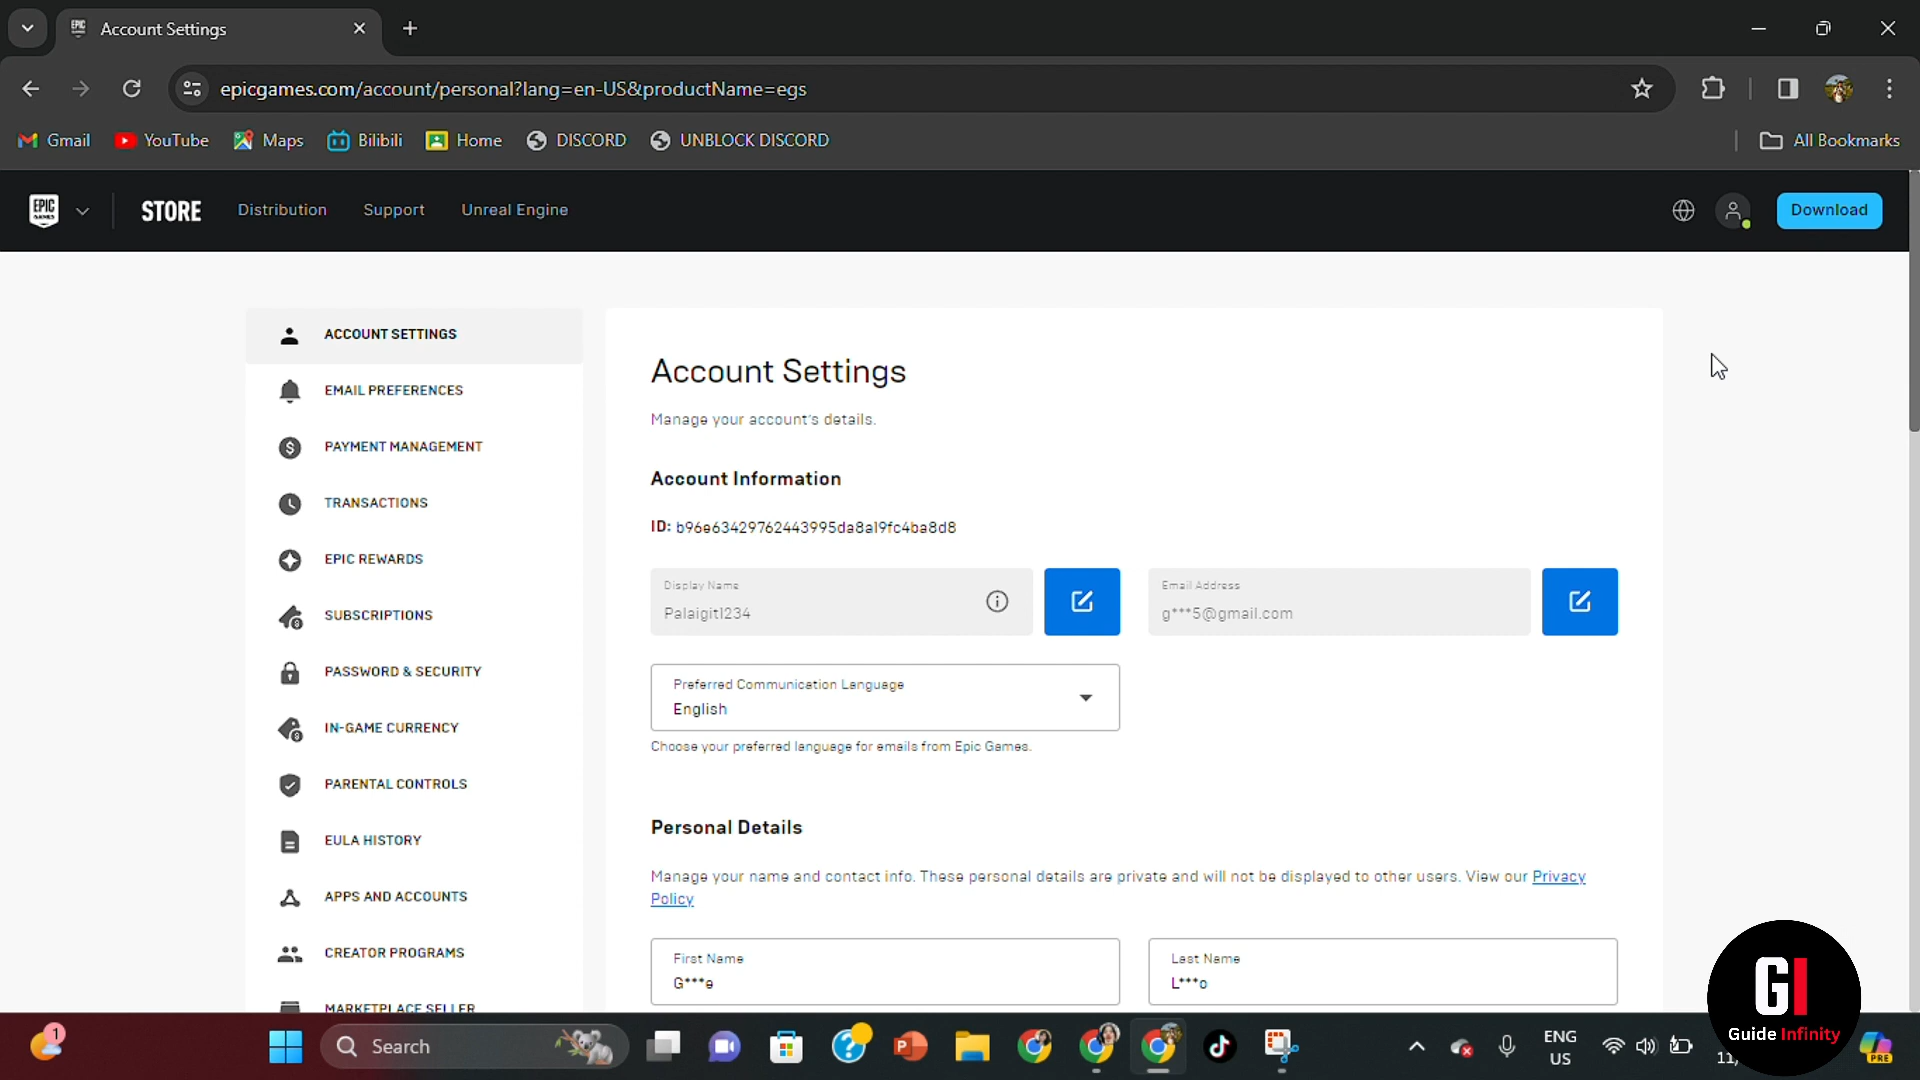 Account Settings
epicgames.com/account/personal?lang=en-US&productName=egs
Gmail YouTube Maps Bilibili Home DISCORD UNBLOCK DISCORD All Bookmarks
EPIC GAMES STORE Distribution Support Unreal Engine Download
ACCOUNT SETTINGS
EMAIL PREFERENCES
PAYMENT MANAGEMENT
TRANSACTIONS
EPIC REWARDS
SUBSCRIPTIONS
PASSWORD & SECURITY
IN-GAME CURRENCY
PARENTAL CONTROLS
EULA HISTORY
APPS AND ACCOUNTS
CREATOR PROGRAMS
MARKETPLACE SELLER
Account Settings
Manage your account's details.
Account Information
ID: b96e63429762443995da8a19fc4ba8d8
Display Name
Palaigit1234
Email Address
g***5@gmail.com
Preferred Communication Language
English
Choose your preferred language for emails from Epic Games.
Personal Details
Manage your name and contact info. These personal details are private and will not be displayed to other users. View our Privacy
Policy
First Name
G***e
Last Name
L***o
GI
Guide Infinity
1
Search
ENG
US
11/
PRE